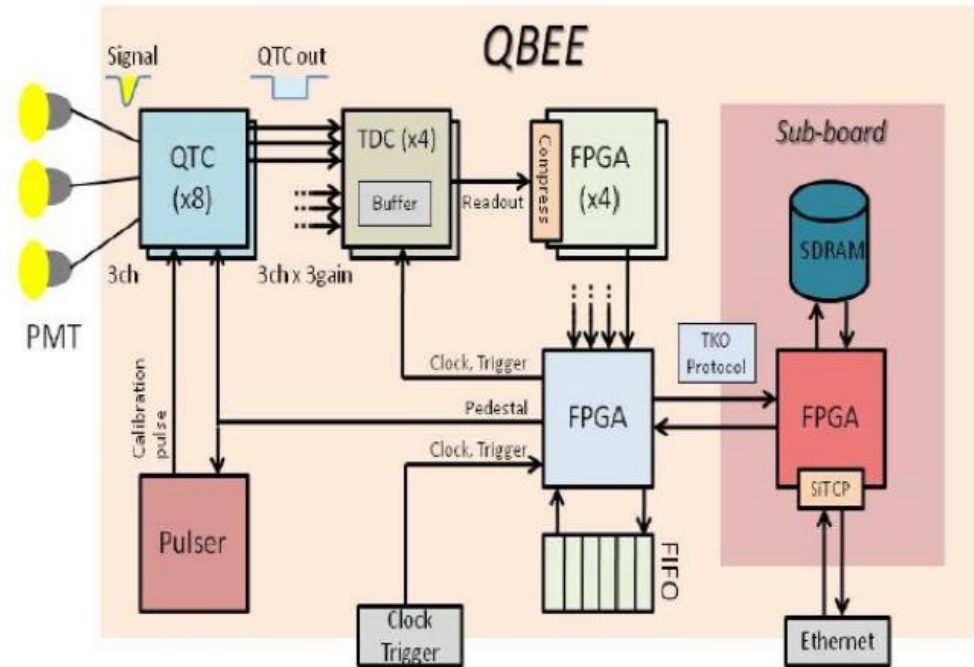 QBEE
Signal
QTC out
Sub-board
QTC
(x8)
TDC (x4)
Buffer
Readout
Compress
FPGA
(x4)
SDRAM
3ch
3ch x 3gain
PMT
TKO
Protocol
Clock, Trigger
FPGA
FPGA
Pedestal
Calibration
pulse
Clock, Trigger
SiTCP
Pulser
FIFO
Clock
Trigger
Ethernet